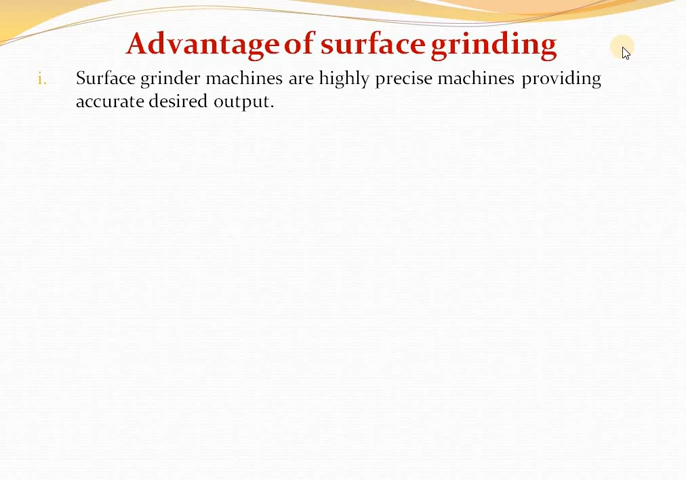 Advantage of surface grinding
i. Surface grinder machines are highly precise machines providing
accurate desired output.